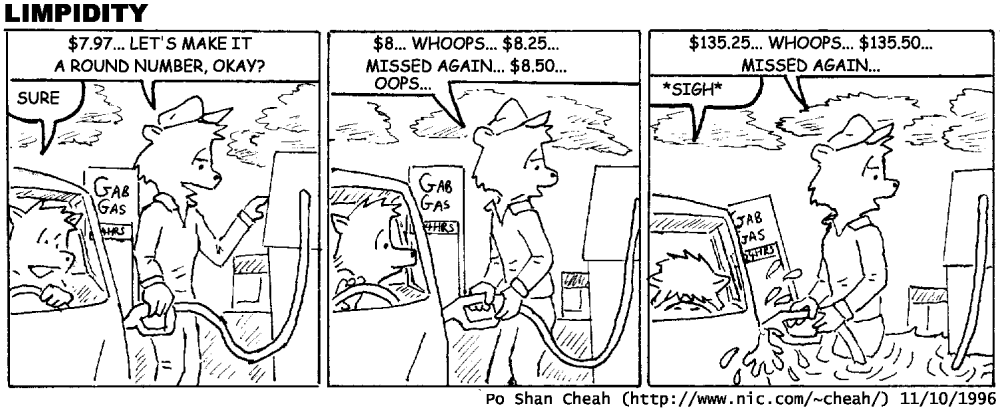 LIMPIDITY
$7.97... LET'S MAKE IT
A ROUND NUMBER, OKAY?
SURE
GAB
GAS
24HRS
$8... WHOOPS... $8.25...
MISSED AGAIN... $8.50...
OOPS...
GAB
GAS
24HRS
$135.25... WHOOPS... $135.50...
MISSED AGAIN...
*SIGH*
GAB
GAS
24HRS
Po Shan Cheah (http://www.nic.com/~cheah/) 11/10/1996